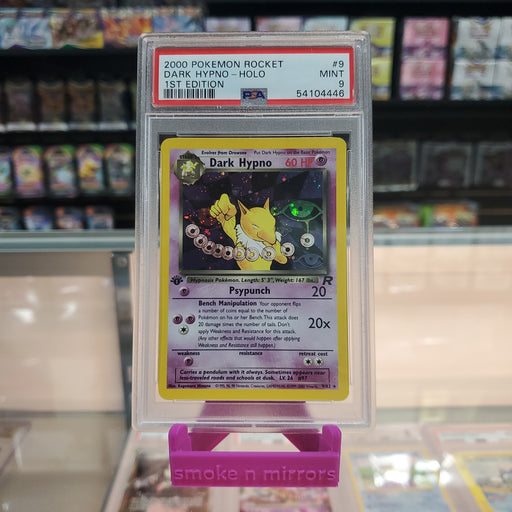 2000 POKEMON ROCKET #9
DARK HYPNO - HOLO MINT
1ST EDITION 9
PSA 54104446
Evolves from Drowzee Put Dark Hypno on the Basic Pokémon
Dark Hypno 60 HP
Hypnosis Pokémon. Length: 5' 3", Weight: 167 lbs.
Psypunch 20
Bench Manipulation Your opponent flips
a number of coins equal to the number of
Pokémon on his or her Bench. This attack does
20 damage times the number of tails. Don't
apply Weakness and Resistance for this attack.
(Any other effects that would happen after applying
Weakness and Resistance still happen.)
20x
weakness resistance retreat cost
Carries a pendulum with it always. Sometimes appears near
less-traveled roads and schools at dusk. LV. 26 #97
9/82
smoke n mirrors